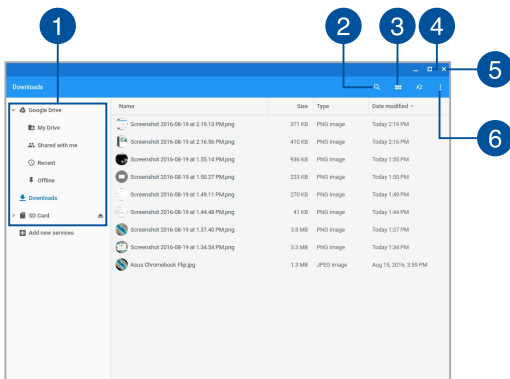 1
2
3
4
5
6
Downloads
AZ
Google Drive
My Drive
Shared with me
Recent
Offline
Downloads
SD Card
Add new services
Name Size Type Date modified
Screenshot 2016-08-19 at 2.19.13 PM.png 371 KB PNG image Today 2:19 PM
Screenshot 2016-08-19 at 2.16.56 PM.png 410 KB PNG image Today 2:16 PM
Screenshot 2016-08-19 at 1.55.14 PM.png 936 KB PNG image Today 1:55 PM
Screenshot 2016-08-19 at 1.50.27 PM.png 233 KB PNG image Today 1:50 PM
Screenshot 2016-08-19 at 1.49.11 PM.png 270 KB PNG image Today 1:49 PM
Screenshot 2016-08-19 at 1.44.48 PM.png 41 KB PNG image Today 1:44 PM
Screenshot 2016-08-19 at 1.37.40 PM.png 3.8 MB PNG image Today 1:37 PM
Screenshot 2016-08-19 at 1.34.54 PM.png 3.3 MB PNG image Today 1:34 PM
Asus Chromebook Flip.jpg 1.3 MB JPEG image Aug 15, 2016, 3:59 PM